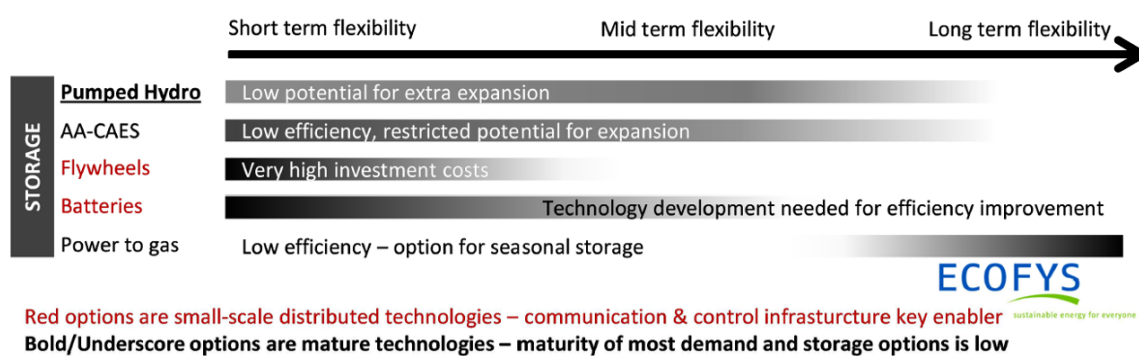 Short term flexibility Mid term flexibility Long term flexibility
STORAGE
Pumped Hydro Low potential for extra expansion
AA-CAES Low efficiency, restricted potential for expansion
Flywheels Very high investment costs
Batteries Technology development needed for efficiency improvement
Power to gas Low efficiency – option for seasonal storage
ECOFYS
sustainable energy for everyone
Red options are small-scale distributed technologies – communication & control infrasturcture key enabler
Bold/Underscore options are mature technologies – maturity of most demand and storage options is low